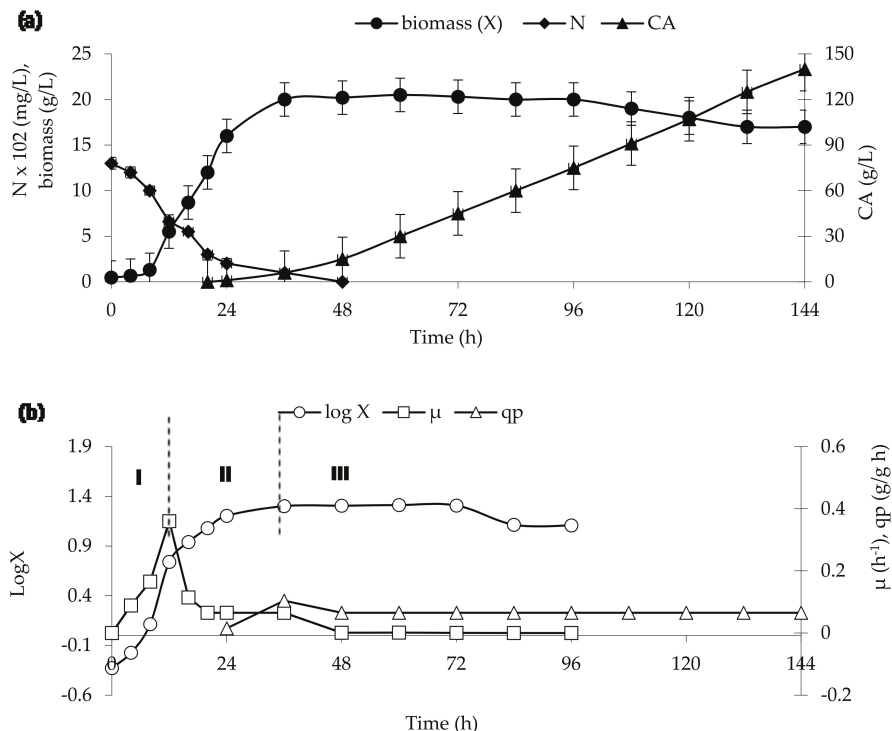 (a)
biomass (X) N CA
N x 102 (mg/L),
biomass (g/L)
25
20
15
10
5
0
150
120
90
60
30
0
CA (g/L)
0 24 48 72 96 120 144
Time (h)
(b)
log X μ qp
I II III
LogX
1.9
1.4
0.9
0.4
-0.1
-0.6
0.6
0.4
0.2
0
-0.2
μ (h⁻¹), qp (g/g h)
0 24 48 72 96 120 144
Time (h)